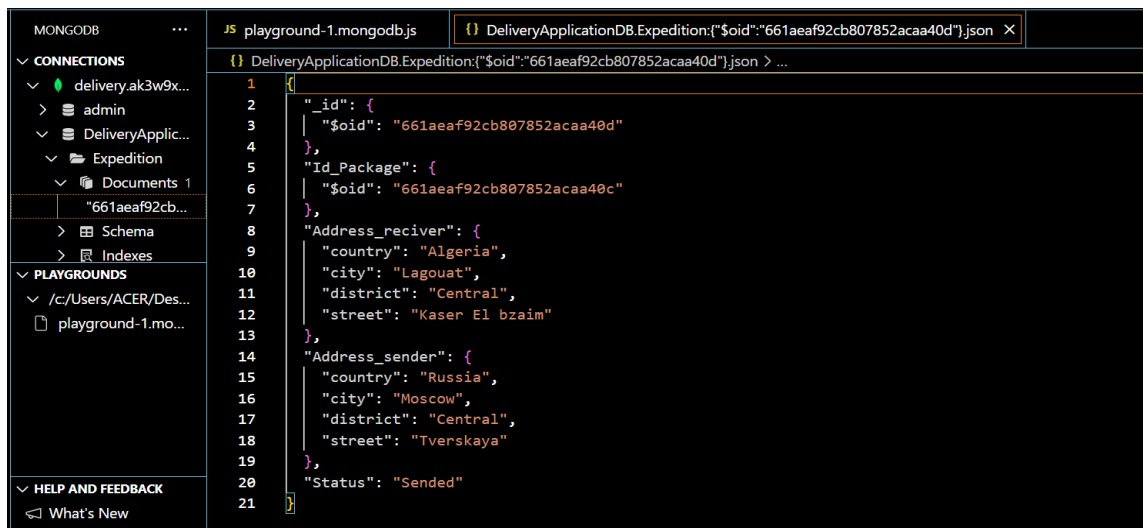 MONGODB ...
CONNECTIONS
delivery.ak3w9x...
admin
DeliveryApplic...
Expedition
Documents 1
"661aeaf92cb...
Schema
Indexes
PLAYGROUNDS
/c:/Users/ACER/Des...
playground-1.mo...
HELP AND FEEDBACK
What's New
JS playground-1.mongodb.js
{} DeliveryApplicationDB.Expedition:{"$oid":"661aeaf92cb807852acaa40d"}.json ×
{} DeliveryApplicationDB.Expedition:{"$oid":"661aeaf92cb807852acaa40d"}.json > ...
1 {
2 "_id": {
3 "$oid": "661aeaf92cb807852acaa40d"
4 },
5 "Id_Package": {
6 "$oid": "661aeaf92cb807852acaa40c"
7 },
8 "Address_reciver": {
9 "country": "Algeria",
10 "city": "Lagouat",
11 "district": "Central",
12 "street": "Kaser El bzaim"
13 },
14 "Address_sender": {
15 "country": "Russia",
16 "city": "Moscow",
17 "district": "Central",
18 "street": "Tverskaya"
19 },
20 "Status": "Sended"
21 }